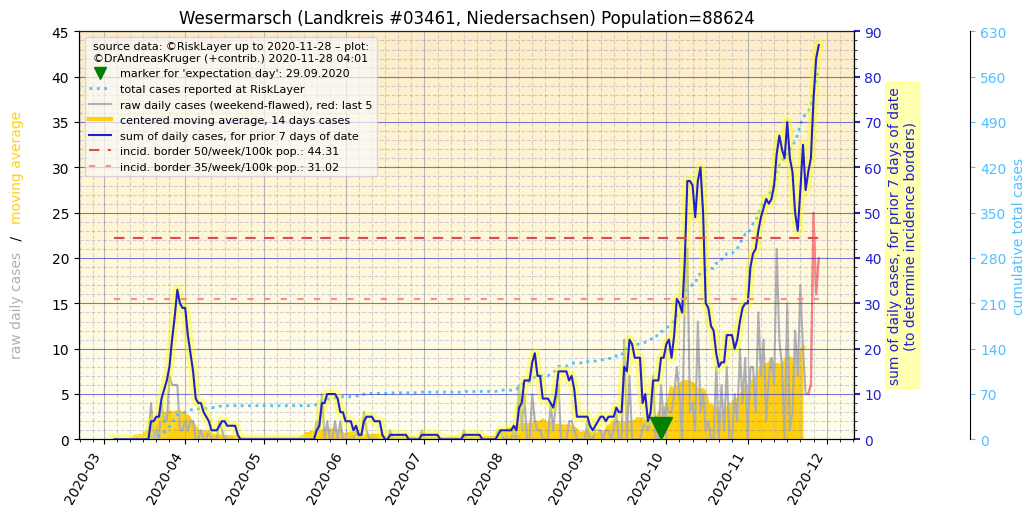 Wesermarsch (Landkreis #03461, Niedersachsen) Population=88624
source data: ©RiskLayer up to 2020-11-28 – plot:
©DrAndreasKruger (+contrib.) 2020-11-28 04:01
marker for 'expectation day': 29.09.2020
total cases reported at RiskLayer
raw daily cases (weekend-flawed), red: last 5
centered moving average, 14 days cases
sum of daily cases, for prior 7 days of date
incid. border 50/week/100k pop.: 44.31
incid. border 35/week/100k pop.: 31.02
raw daily cases / moving average
45
40
35
30
25
20
15
10
5
0
2020-03
2020-04
2020-05
2020-06
2020-07
2020-08
2020-09
2020-10
2020-11
2020-12
90
80
70
60
50
40
30
20
10
0
sum of daily cases, for prior 7 days of date
(to determine incidence borders)
630
560
490
420
350
280
210
140
70
0
cumulative total cases